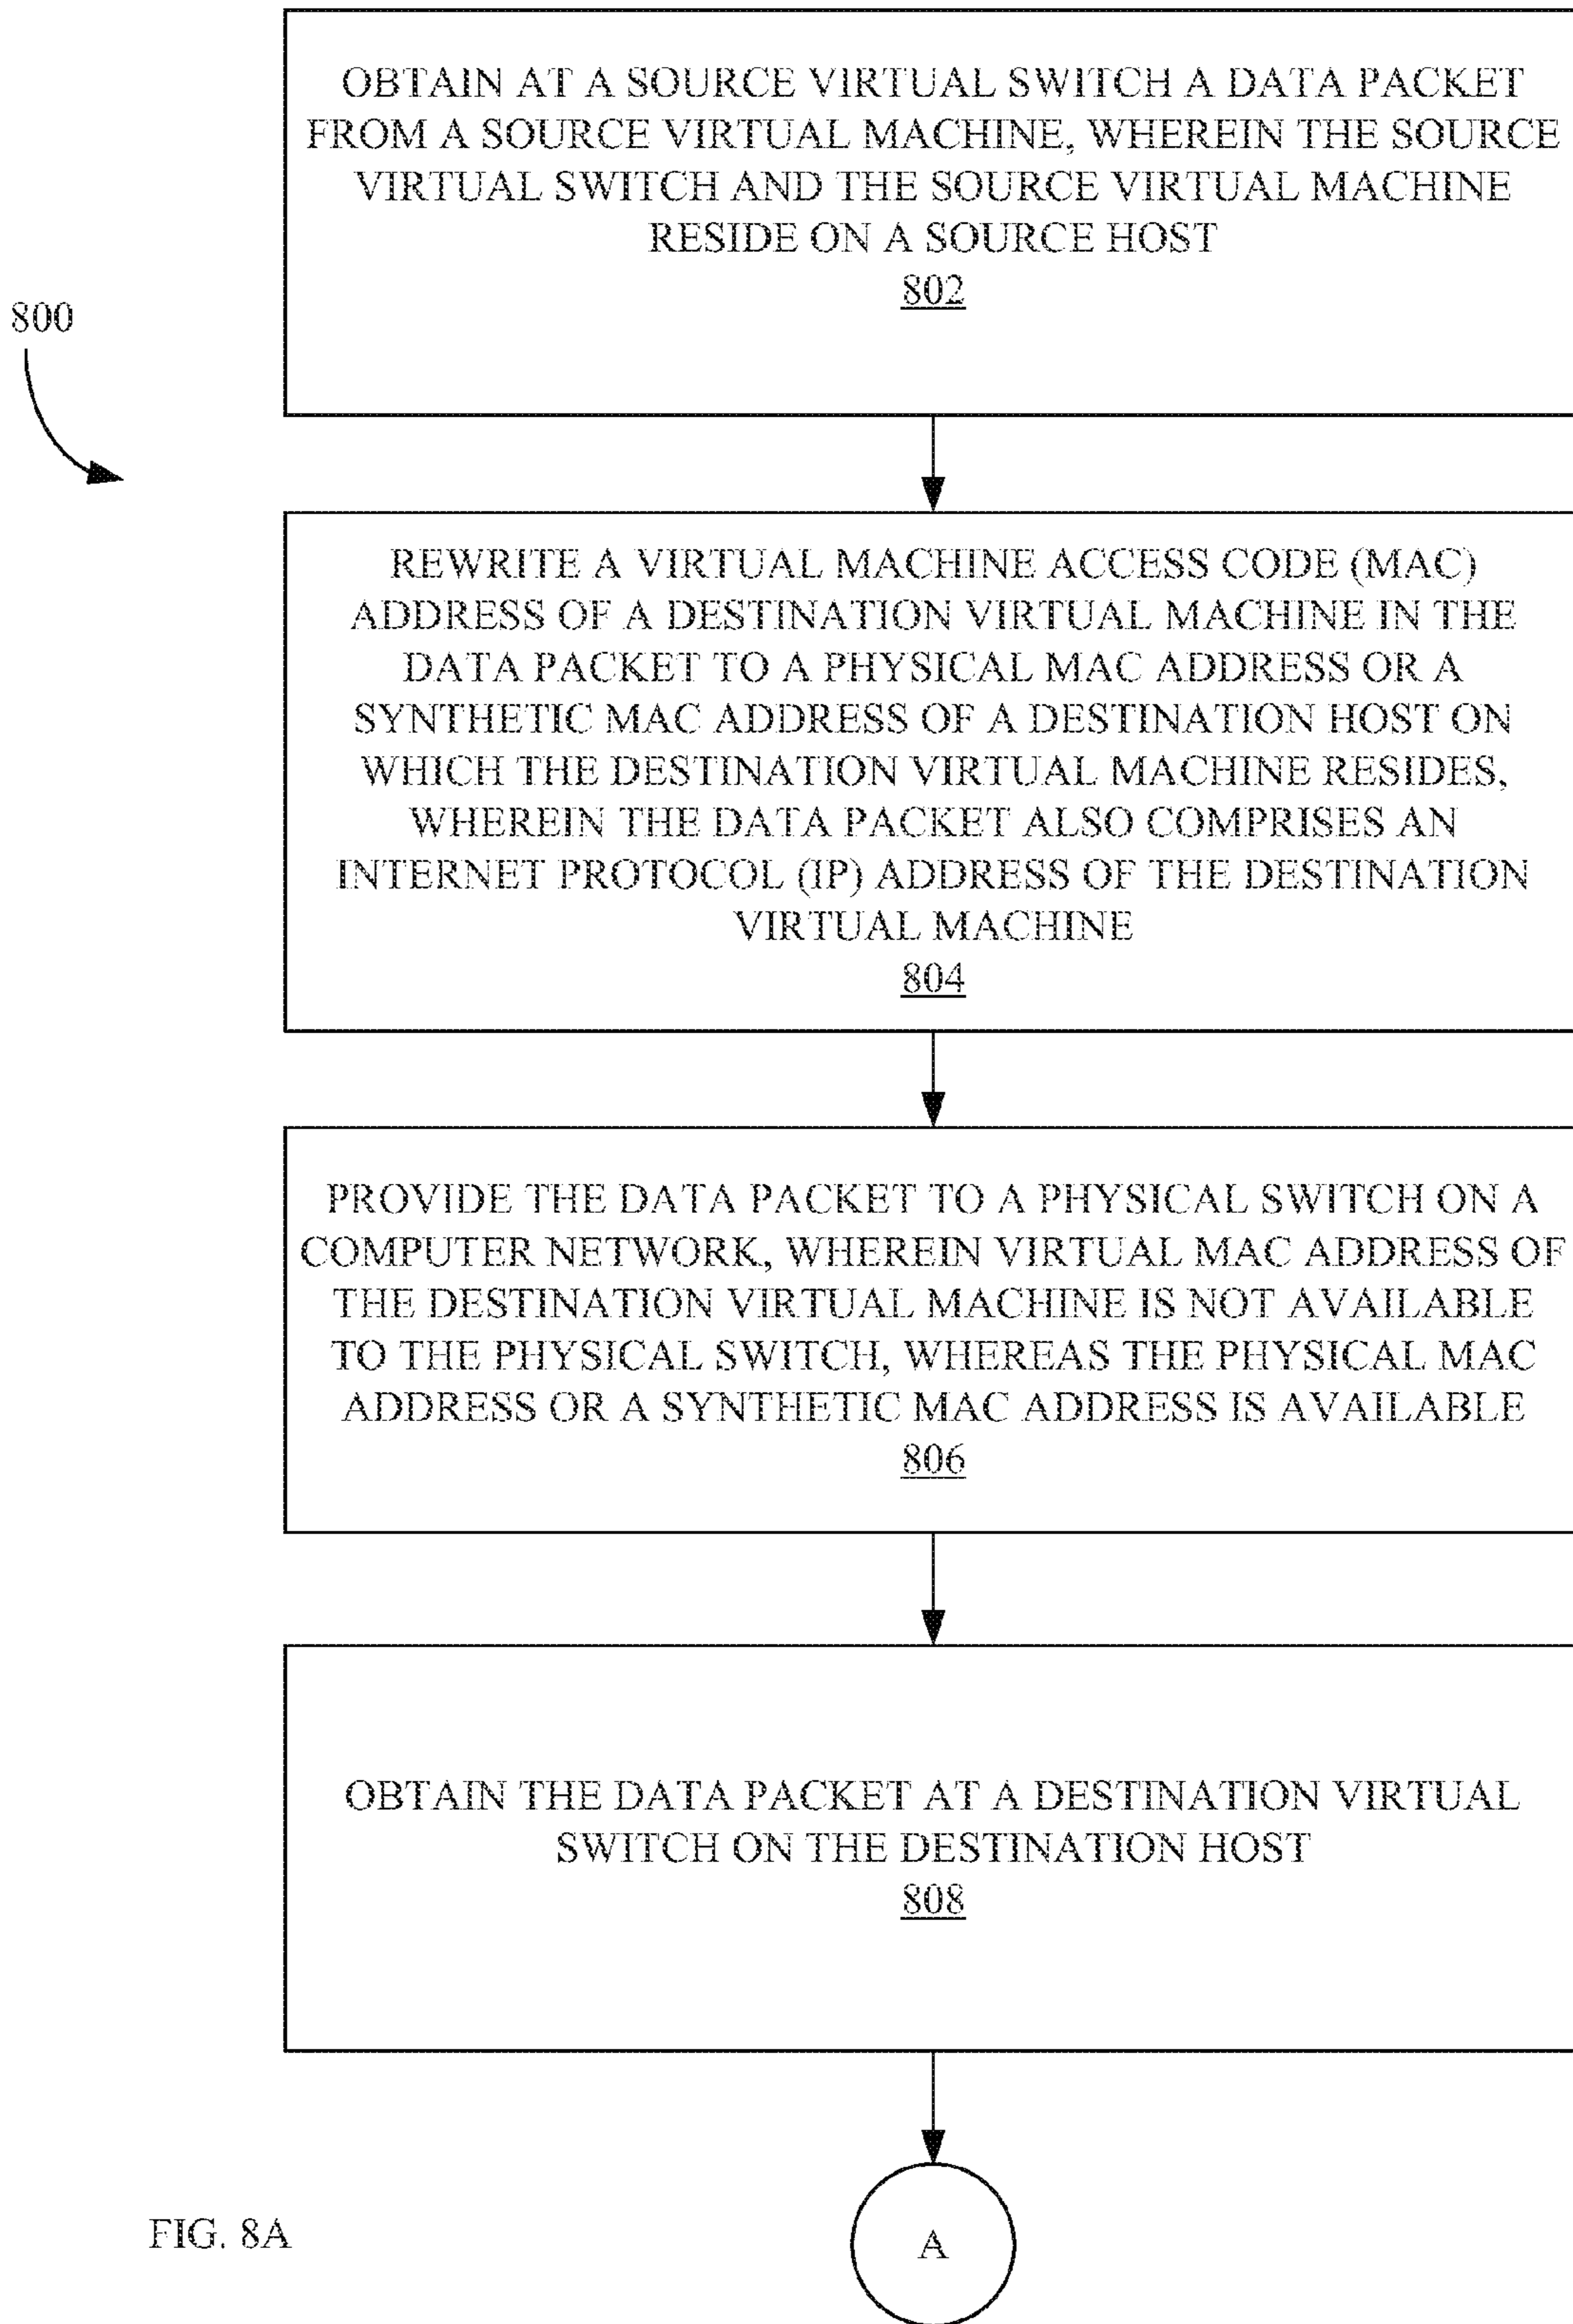 OBTAIN AT A SOURCE VIRTUAL SWITCH A DATA PACKET
FROM A SOURCE VIRTUAL MACHINE, WHEREIN THE SOURCE
VIRTUAL SWITCH AND THE SOURCE VIRTUAL MACHINE
RESIDE ON A SOURCE HOST
802
800
REWRITE A VIRTUAL MACHINE ACCESS CODE (MAC)
ADDRESS OF A DESTINATION VIRTUAL MACHINE IN THE
DATA PACKET TO A PHYSICAL MAC ADDRESS OR A
SYNTHETIC MAC ADDRESS OF A DESTINATION HOST ON
WHICH THE DESTINATION VIRTUAL MACHINE RESIDES,
WHEREIN THE DATA PACKET ALSO COMPRISES AN
INTERNET PROTOCOL (IP) ADDRESS OF THE DESTINATION
VIRTUAL MACHINE
804
PROVIDE THE DATA PACKET TO A PHYSICAL SWITCH ON A
COMPUTER NETWORK, WHEREIN VIRTUAL MAC ADDRESS OF
THE DESTINATION VIRTUAL MACHINE IS NOT AVAILABLE
TO THE PHYSICAL SWITCH, WHEREAS THE PHYSICAL MAC
ADDRESS OR A SYNTHETIC MAC ADDRESS IS AVAILABLE
806
OBTAIN THE DATA PACKET AT A DESTINATION VIRTUAL
SWITCH ON THE DESTINATION HOST
808
FIG. 8A
A